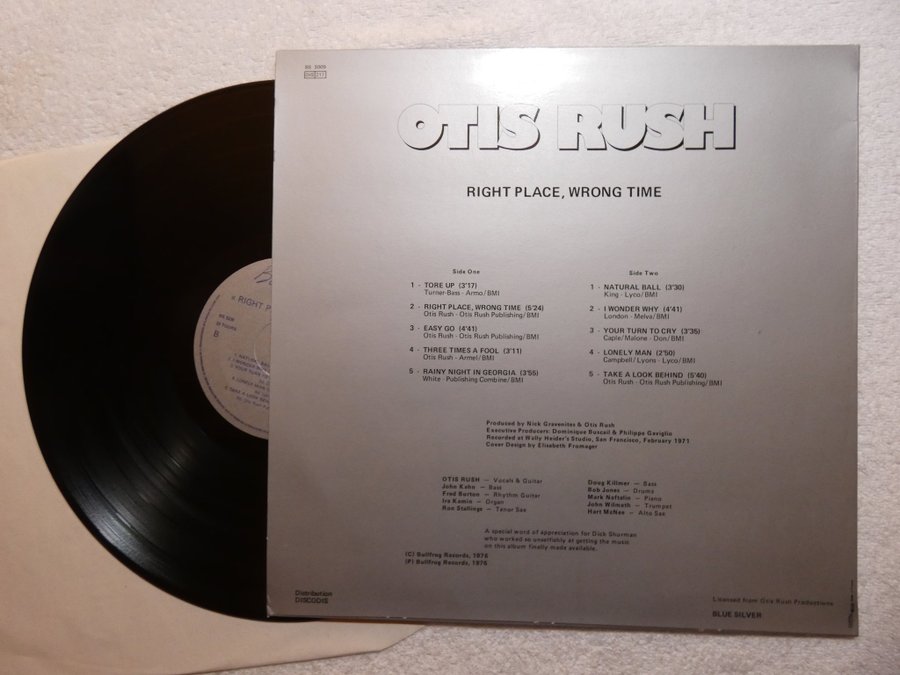 BS 3009
OTIS RUSH
RIGHT PLACE, WRONG TIME
Side One
1 - TORE UP (3'17)
Turner-Bass - Armo/BMI
2 - RIGHT PLACE, WRONG TIME (5'24)
Otis Rush - Otis Rush Publishing/BMI
3 - EASY GO (4'41)
Otis Rush - Otis Rush Publishing/BMI
4 - THREE TIMES A FOOL (3'11)
Otis Rush - Armel/BMI
5 - RAINY NIGHT IN GEORGIA (3'55)
White - Publishing Combine/BMI
Side Two
1 - NATURAL BALL (3'30)
King - Lyco/BMI
2 - I WONDER WHY (4'41)
London - Melva/BMI
3 - YOUR TURN TO CRY (3'35)
Caple/Malone - Don/BMI
4 - LONELY MAN (2'50)
Campbell/Lyons - Lyco/BMI
5 - TAKE A LOOK BEHIND (5'40)
Otis Rush - Otis Rush Publishing/BMI
Produced by Nick Gravenites & Otis Rush
Executive Producers: Dominique Buscail & Philippe Gaviglio
Recorded at Wally Heider's Studio, San Francisco, February 1971
Cover Design by Elisabeth Fromager
OTIS RUSH — Vocals & Guitar
John Kahn — Bass
Fred Burton — Rhythm Guitar
Ira Kamin — Organ
Ron Stallings — Tenor Sax
Doug Killmer — Bass
Bob Jones — Drums
Mark Naftalin — Piano
John Wilmeth — Trumpet
Hart McNee — Alto Sax
A special word of appreciation for Dick Shurman
who worked so unselfishly at getting the music
on this album finally made available.
(C) Bullfrog Records, 1976
(P) Bullfrog Records, 1976
Distribution
DISCODIS
Licensed from Otis Rush Productions
BLUE SILVER
RIGHT P
B